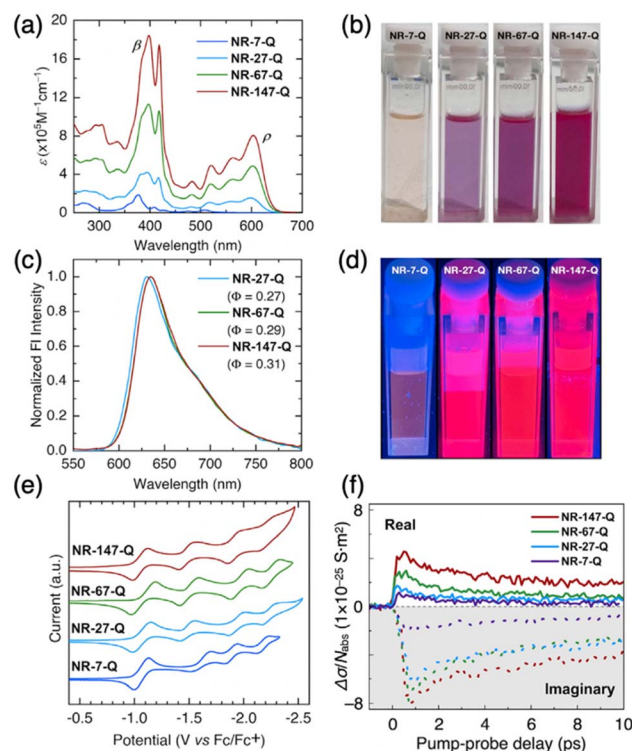 (a)
18
15
12
9
6
3
0
ε (×10⁵M⁻¹cm⁻¹)
β
ρ
NR-7-Q
NR-27-Q
NR-67-Q
NR-147-Q
300 400 500 600 700
Wavelength (nm)
(b)
NR-7-Q NR-27-Q NR-67-Q NR-147-Q
(c)
1.0
0.8
0.6
0.4
0.2
0.0
Normalized Fl Intensity
NR-27-Q
(Φ = 0.27)
NR-67-Q
(Φ = 0.29)
NR-147-Q
(Φ = 0.31)
550 600 650 700 750 800
Wavelength (nm)
(d)
NR-7-Q NR-27-Q NR-67-Q NR-147-Q
(e)
Current (a.u.)
NR-147-Q
NR-67-Q
NR-27-Q
NR-7-Q
-0.5 -1.0 -1.5 -2.0 -2.5
Potential (V vs Fc/Fc+)
(f)
8
4
0
−4
−8
Δσ/Nabs (1×10⁻²⁵ S·m²)
Real
NR-147-Q
NR-67-Q
NR-27-Q
NR-7-Q
Imaginary
0 2 4 6 8 10
Pump-probe delay (ps)